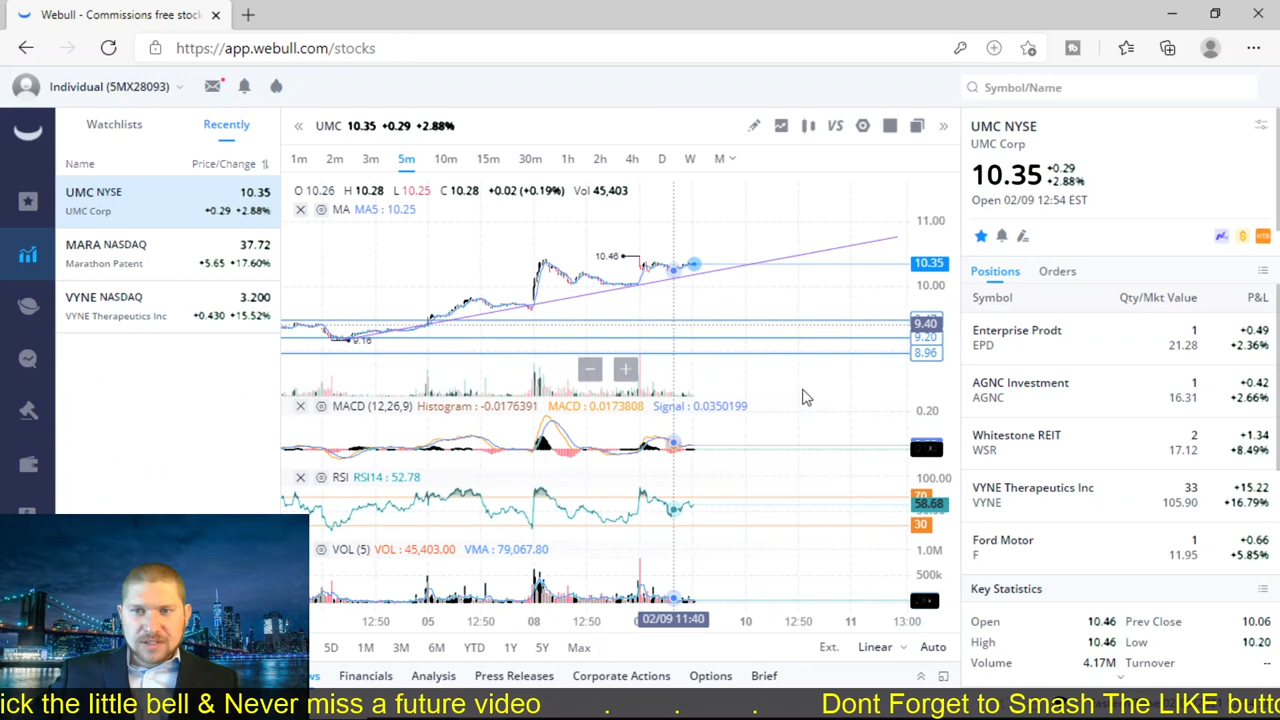 Webull - Commissions free stock
https://app.webull.com/stocks
Individual (5MX28093)
Symbol/Name
Watchlists
Recently
Name
Price/Change
UMC NYSE
10.35
UMC Corp
+0.29 +2.88%
MARA NASDAQ
37.72
Marathon Patent
+5.65 +17.60%
VYNE NASDAQ
3.200
VYNE Therapeutics Inc
+0.430 +15.52%
UMC 10.35 +0.29 +2.88%
VS
1m 2m 3m 5m 10m 15m 30m 1h 2h 4h D W M
O 10.26 H 10.28 L 10.25 C 10.28 +0.02 (+0.19%) Vol 45,403
MA MA5 : 10.25
11.00
10.46
10.35
10.00
9.40
9.20
9.16
8.96
MACD (12,26,9) Histogram : -0.0176391 MACD : 0.0173808 Signal : 0.0350199
0.20
RSI RSI14 : 52.78
100.00
70
58.68
30
VOL (5) VOL : 45,403.00 VMA : 79,067.80
1.0M
500k
12:50 05 12:50 08 12:50 02/09 11:40 10 12:50 11 13:00
5D 1M 3M 6M YTD 1Y 5Y Max
Ext. Linear Auto
Financials Analysis Press Releases Corporate Actions Options Brief
UMC NYSE
UMC Corp
10.35 +0.29 +2.88%
Open 02/09 12:54 EST
Positions Orders
Symbol Qty/Mkt Value P&L
Enterprise Prodt 1 +0.49
EPD 21.28 +2.36%
AGNC Investment 1 +0.42
AGNC 16.31 +2.66%
Whitestone REIT 2 +1.34
WSR 17.12 +8.49%
VYNE Therapeutics Inc 33 +15.22
VYNE 105.90 +16.79%
Ford Motor 1 +0.66
F 11.95 +5.85%
Key Statistics
Open 10.46 Prev Close 10.06
High 10.46 Low 10.20
Volume 4.17M Turnover --
ick the little bell & Never miss a future video . . . Dont Forget to Smash The LIKE butto